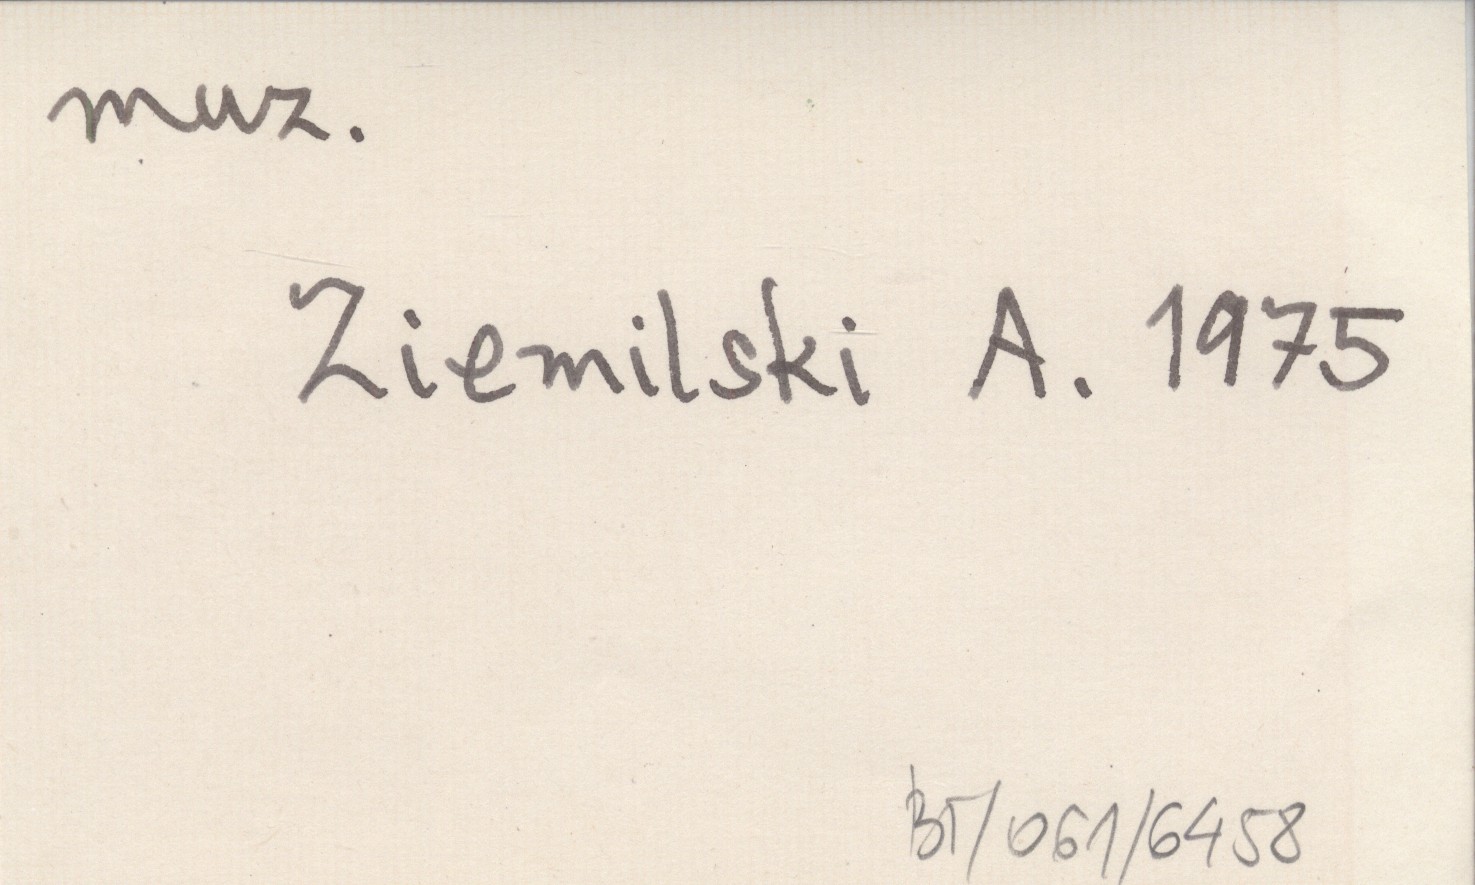 muz.
Ziemilski A. 1975
BT/061/6458